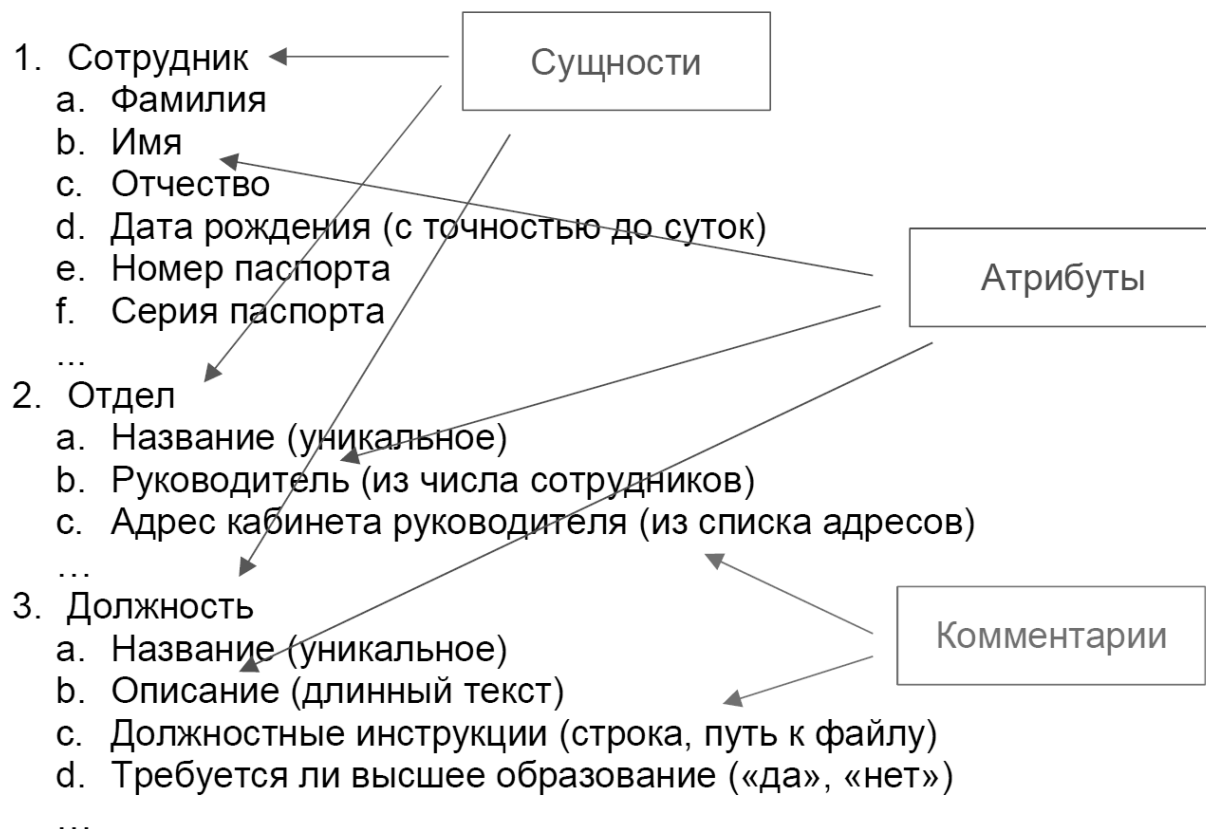 1. Сотрудник
Сущности
a. Фамилия
b. Имя
c. Отчество
d. Дата рождения (с точностью до суток)
e. Номер паспорта
Атрибуты
f. Серия паспорта
...
2. Отдел
a. Название (уникальное)
b. Руководитель (из числа сотрудников)
c. Адрес кабинета руководителя (из списка адресов)
...
3. Должность
Комментарии
a. Название (уникальное)
b. Описание (длинный текст)
c. Должностные инструкции (строка, путь к файлу)
d. Требуется ли высшее образование («да», «нет»)
...